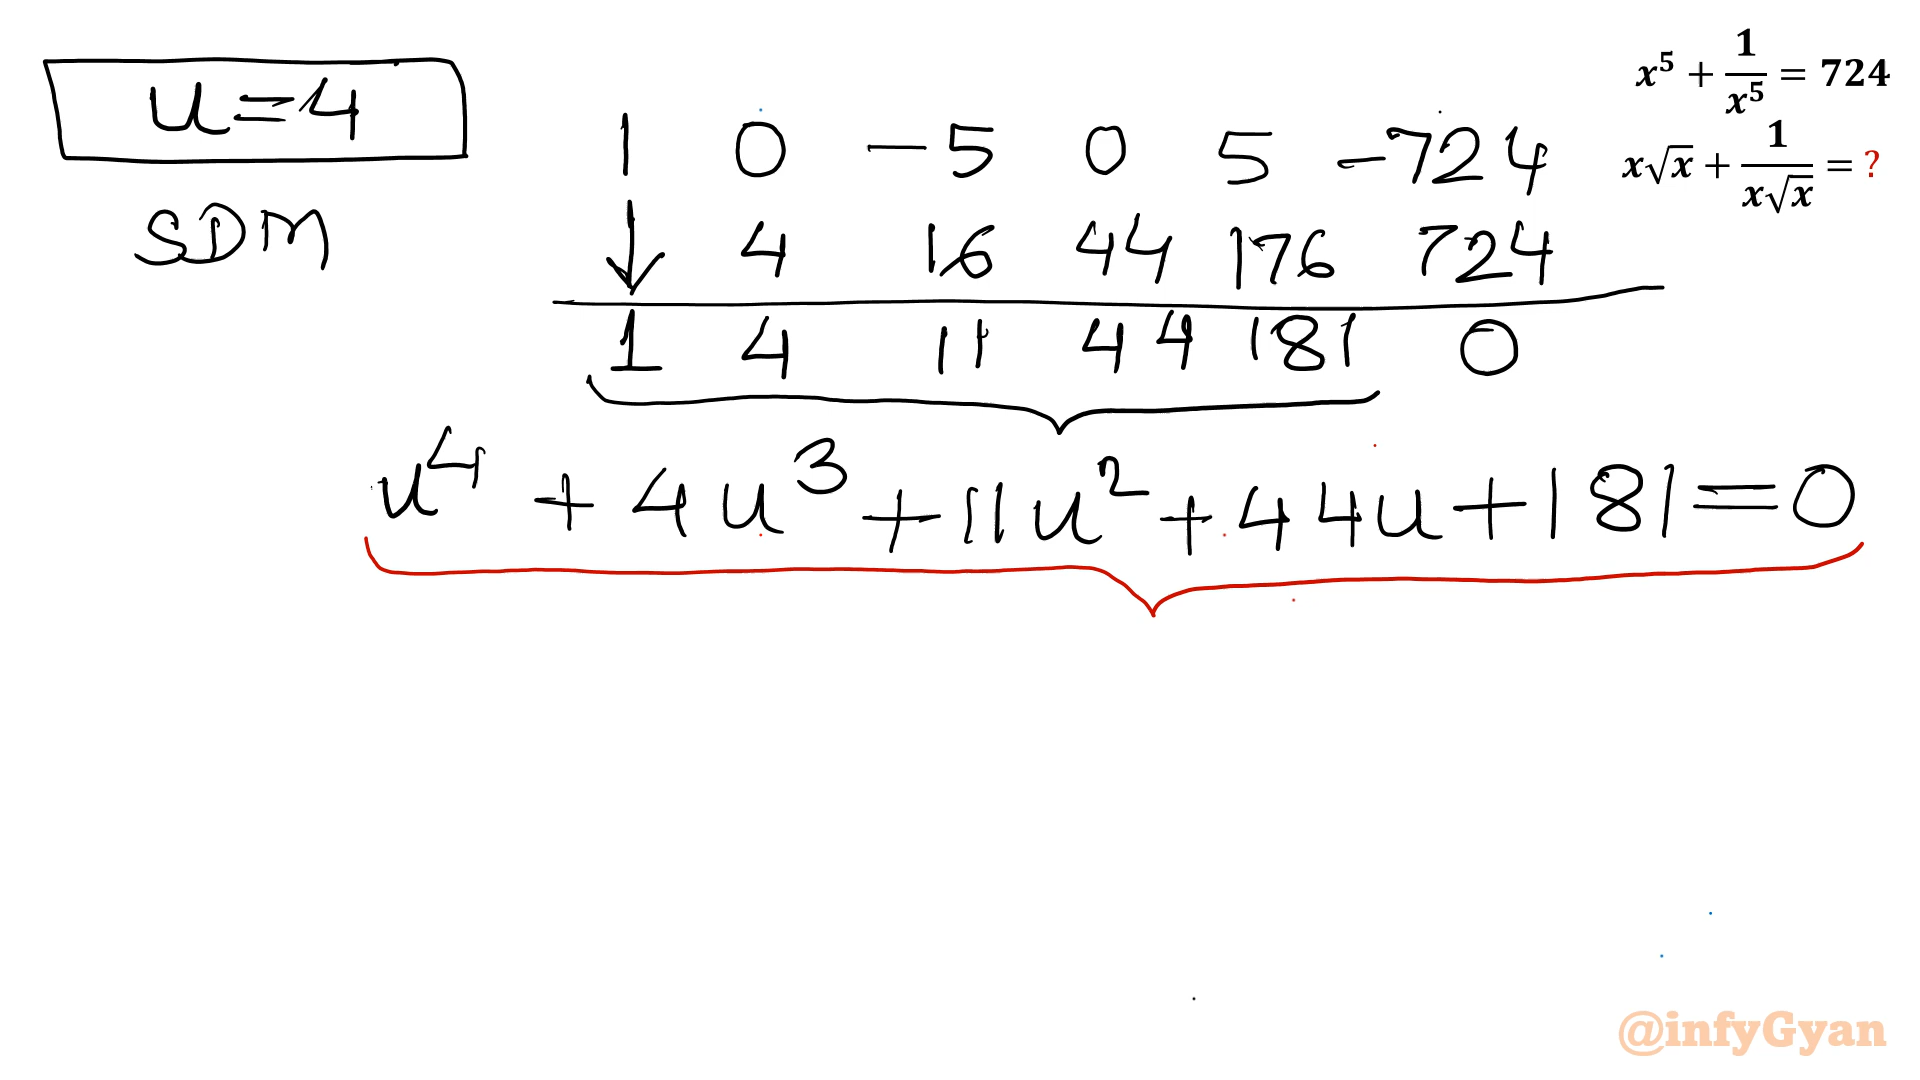 u=4
x⁵ + 1/x⁵ = 724
x√x + 1/(x√x) = ?
SDM
1 0 -5 0 5 -724
↓ 4 16 44 176 724
1 4 11 44 181 0
u⁴ + 4u³ + 11u² + 44u + 181 = 0
@infyGyan